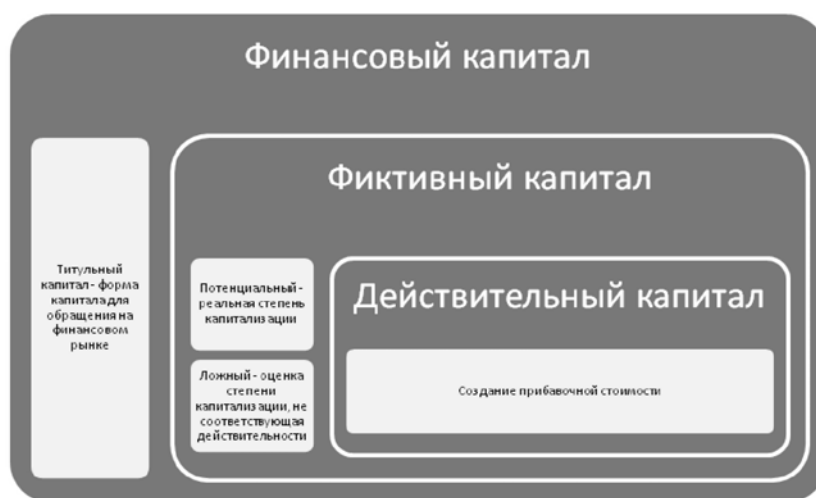 Финансовый капитал
Титульный
капитал- форма
капитала для
обращения на
финансовом
рынке
Фиктивный капитал
Потенциальный-
реальная степень
капитализации
Ложный- оценка
степени
капитализации, не
соответствующая
действительности
Действительный капитал
Создание прибавочной стоимости